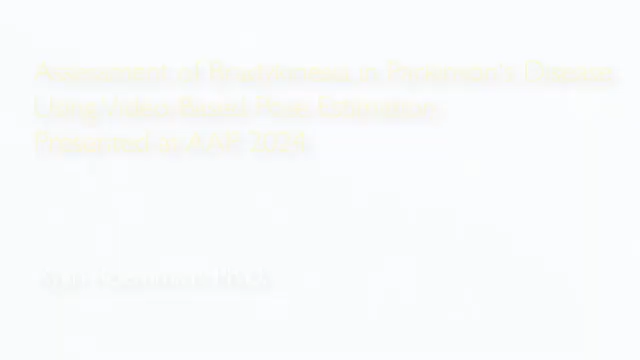 Assessment of Bradykinesia in Parkinson's Disease
Using Video-Based Pose Estimation
Presented at AAN 2024